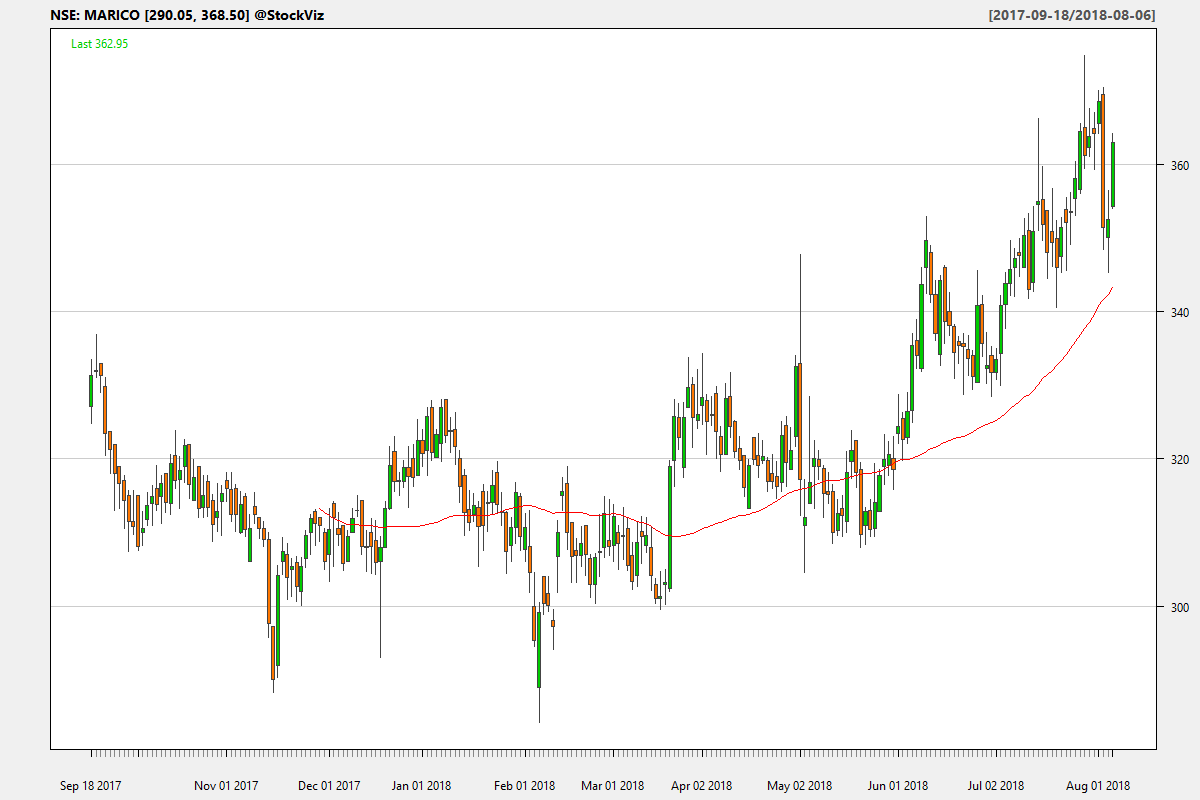 NSE: MARICO [290.05, 368.50] @StockViz
[2017-09-18/2018-08-06]
Last 362.95
360
340
320
300
Sep 18 2017
Nov 01 2017
Dec 01 2017
Jan 01 2018
Feb 01 2018
Mar 01 2018
Apr 02 2018
May 02 2018
Jun 01 2018
Jul 02 2018
Aug 01 2018